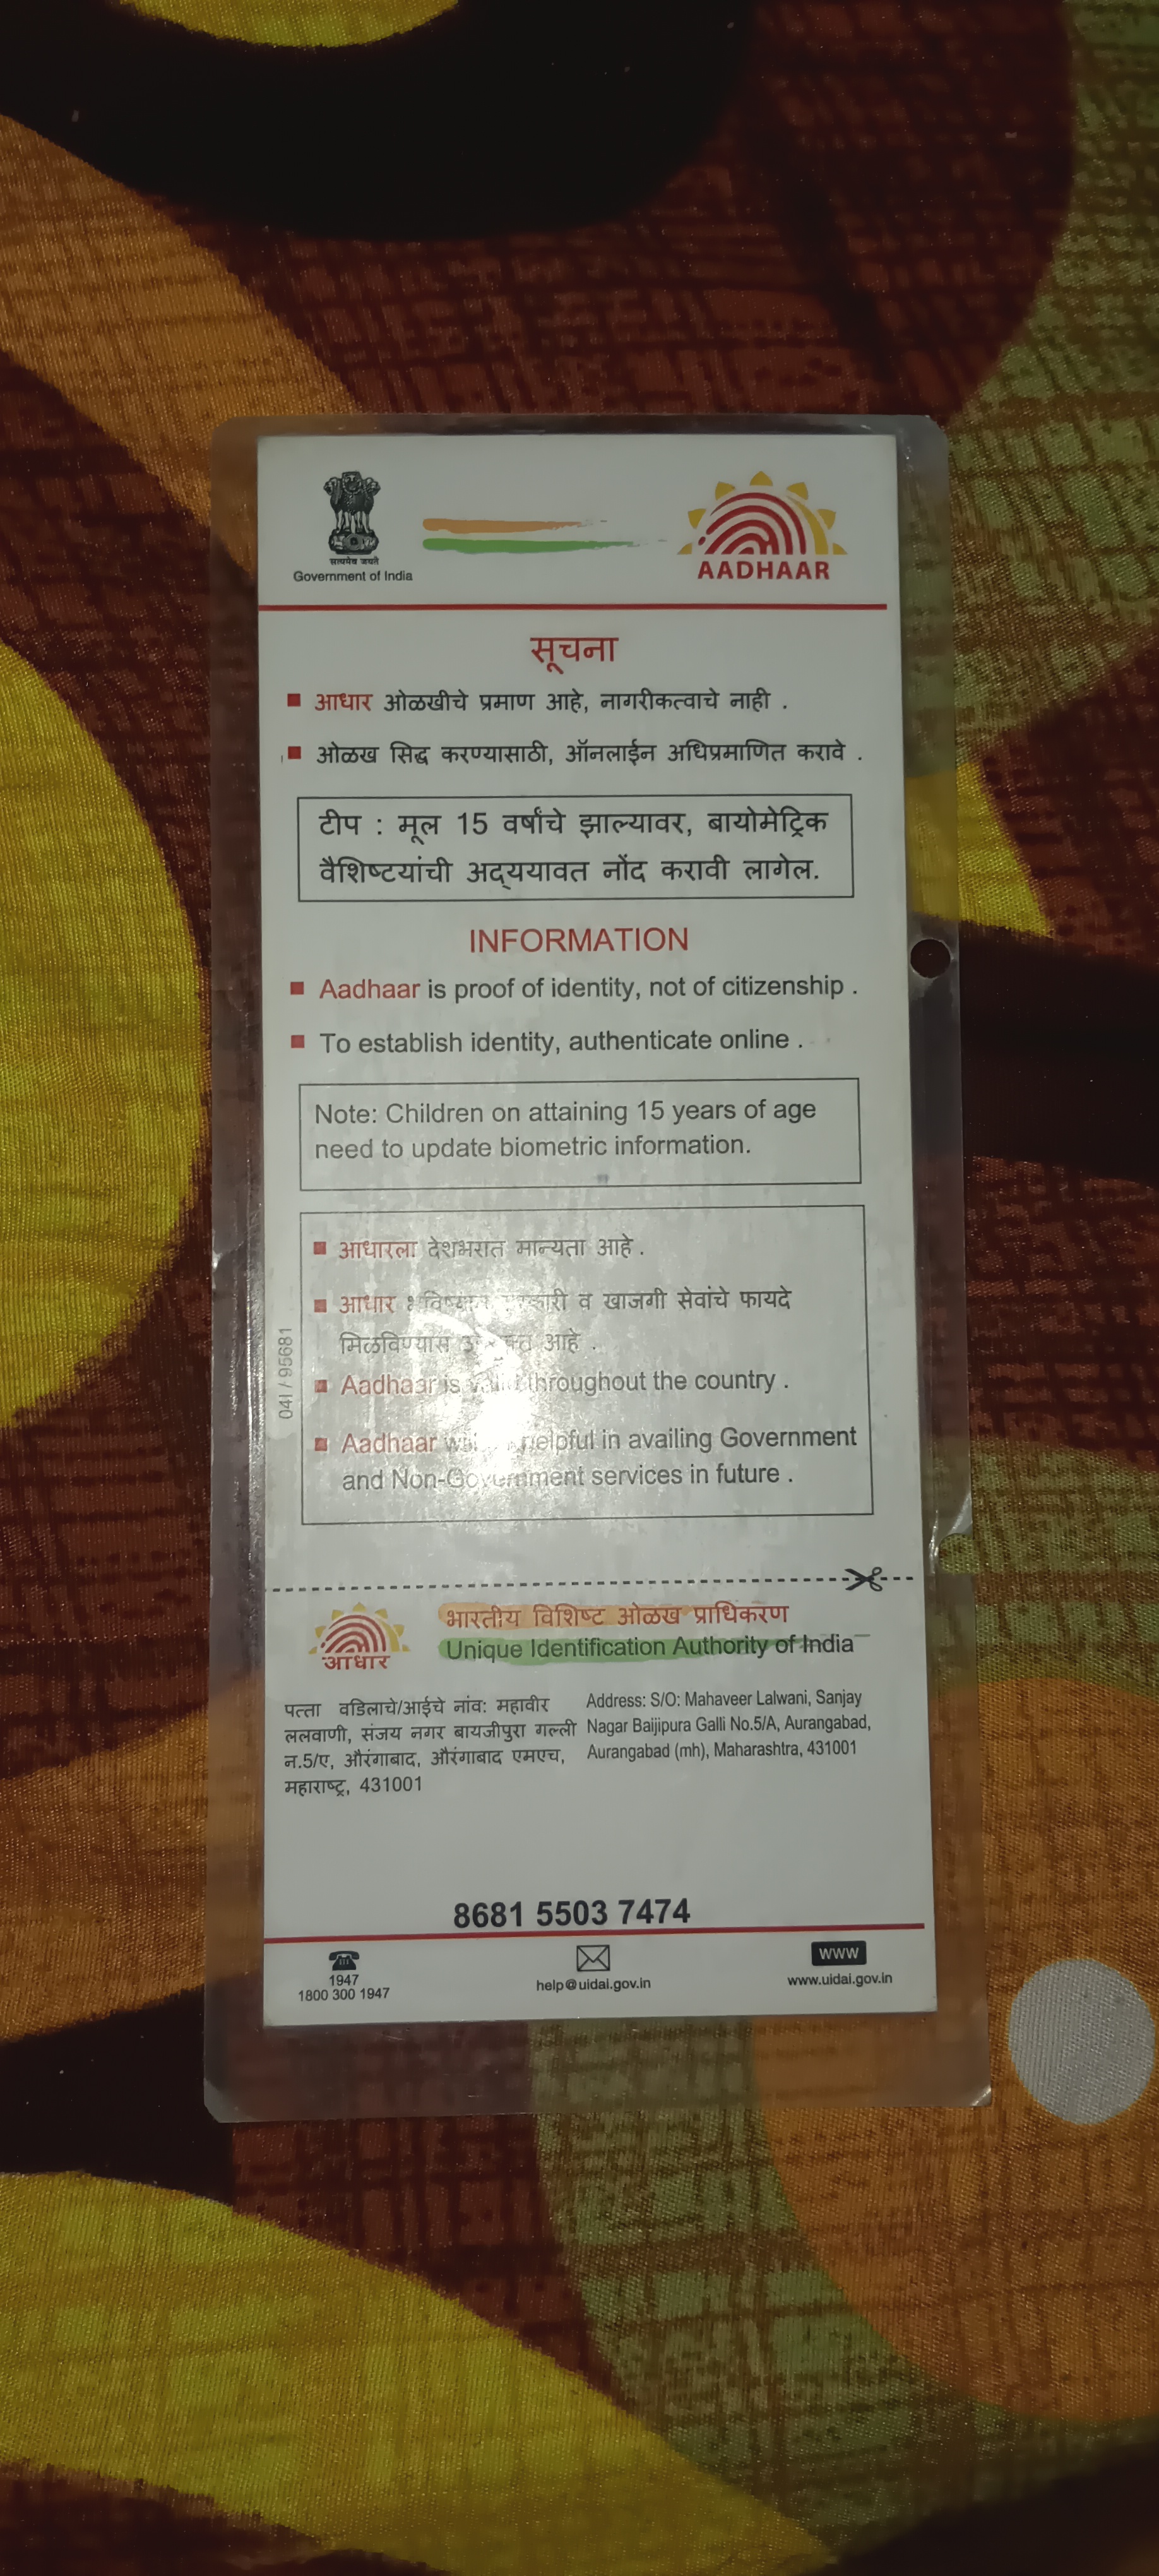 सत्यमेव जयते
Government of India
AADHAAR
सूचना
आधार ओळखीचे प्रमाण आहे, नागरीकत्वाचे नाही .
ओळख सिद्ध करण्यासाठी, ऑनलाईन अधिप्रमाणित करावे .
टीप : मूल 15 वर्षांचे झाल्यावर, बायोमेट्रिक
वैशिष्टयांची अद्ययावत नोंद करावी लागेल.
INFORMATION
Aadhaar is proof of identity, not of citizenship .
To establish identity, authenticate online .
Note: Children on attaining 15 years of age
need to update biometric information.
आधारला देशभरात मान्यता आहे .
आधार व खाजगी सेवांचे फायदे
मिळविण्यास आहे .
Aadhaar is throughout the country .
Aadhaar helpful in availing Government
and Non-Government services in future .
04I / 95681
आधार
भारतीय विशिष्ट ओळख प्राधिकरण
Unique Identification Authority of India
पत्ता वडिलाचे/आईचे नांव: महावीर
ललवाणी, संजय नगर बायजीपुरा गल्ली
न.5/ए, औरंगाबाद, औरंगाबाद एमएच,
महाराष्ट्र, 431001
Address: S/O: Mahaveer Lalwani, Sanjay
Nagar Baijipura Galli No.5/A, Aurangabad,
Aurangabad (mh), Maharashtra, 431001
8681 5503 7474
1947
1800 300 1947
help@uidai.gov.in
WWW
www.uidai.gov.in